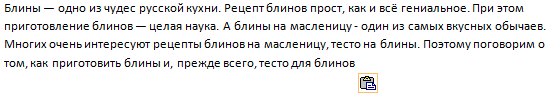 Блины — одно из чудес русской кухни. Рецепт блинов прост, как и всё гениальное. При этом
приготовление блинов — целая наука. А блины на масленицу - один из самых вкусных обычаев.
Многих очень интересуют рецепты блинов на масленицу, тесто на блины. Поэтому поговорим о
том, как приготовить блины и, прежде всего, тесто для блинов